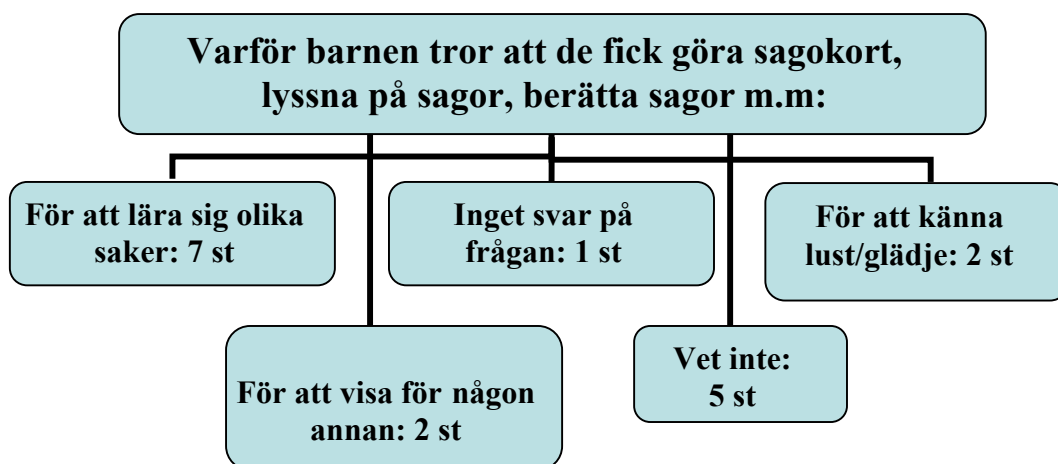 Varför barnen tror att de fick göra sagokort,
lyssna på sagor, berätta sagor m.m:
För att lära sig olika
saker: 7 st
Inget svar på
frågan: 1 st
För att känna
lust/glädje: 2 st
För att visa för någon
annan: 2 st
Vet inte:
5 st